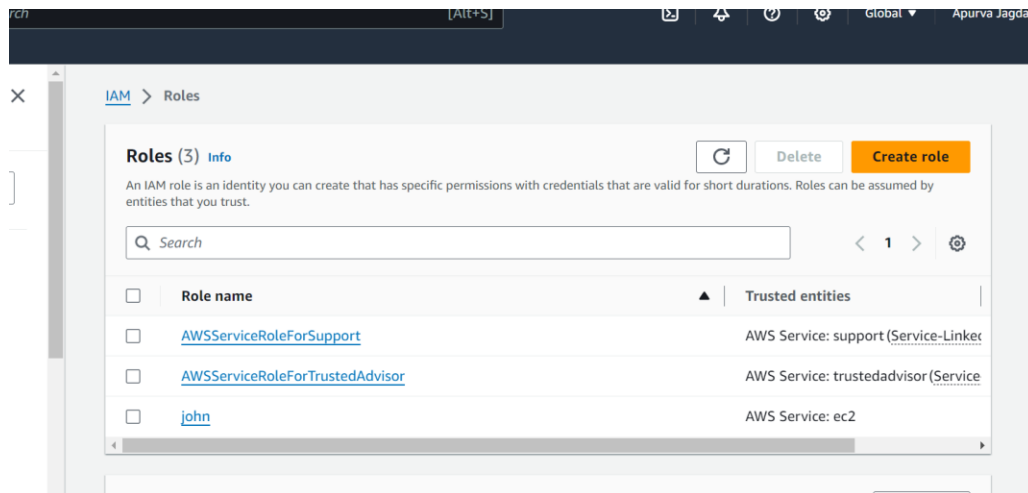 rch [Alt+S] Global ▼ Apurva Jagda
IAM > Roles
Roles (3) Info
Delete
Create role
An IAM role is an identity you can create that has specific permissions with credentials that are valid for short durations. Roles can be assumed by
entities that you trust.
Search
1
Role name
Trusted entities
AWSServiceRoleForSupport
AWS Service: support (Service-Linked
AWSServiceRoleForTrustedAdvisor
AWS Service: trustedadvisor (Service
john
AWS Service: ec2